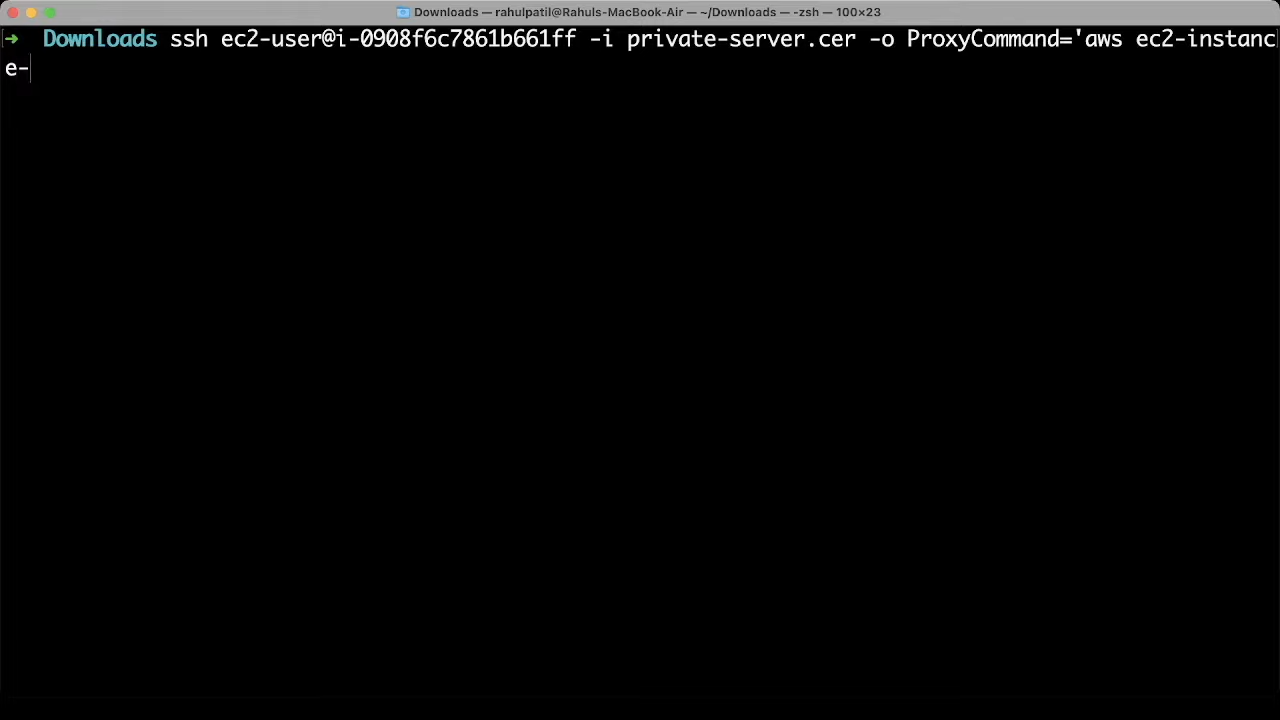 Downloads — rahulpatil@Rahuls-MacBook-Air — ~/Downloads — -zsh — 100×23
➜ Downloads ssh ec2-user@i-0908f6c7861b661ff -i private-server.cer -o ProxyCommand='aws ec2-instanc
e-